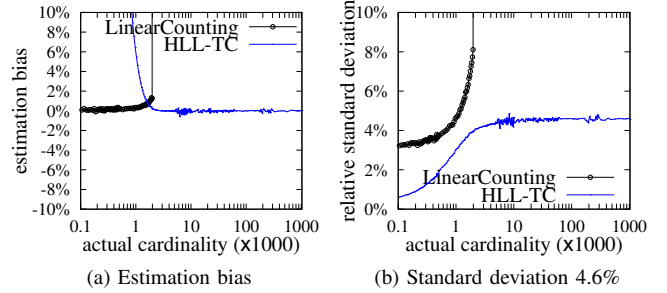 10%
8%
6%
4%
2%
0%
-2%
-4%
-6%
-8%
-10%
estimation bias
LinearCounting
HLL-TC
0.1 1 10 100 1000
actual cardinality (x1000)
(a) Estimation bias
10%
8%
6%
4%
2%
0%
relative standard deviation
LinearCounting
HLL-TC
0.1 1 10 100 1000
actual cardinality (x1000)
(b) Standard deviation 4.6%